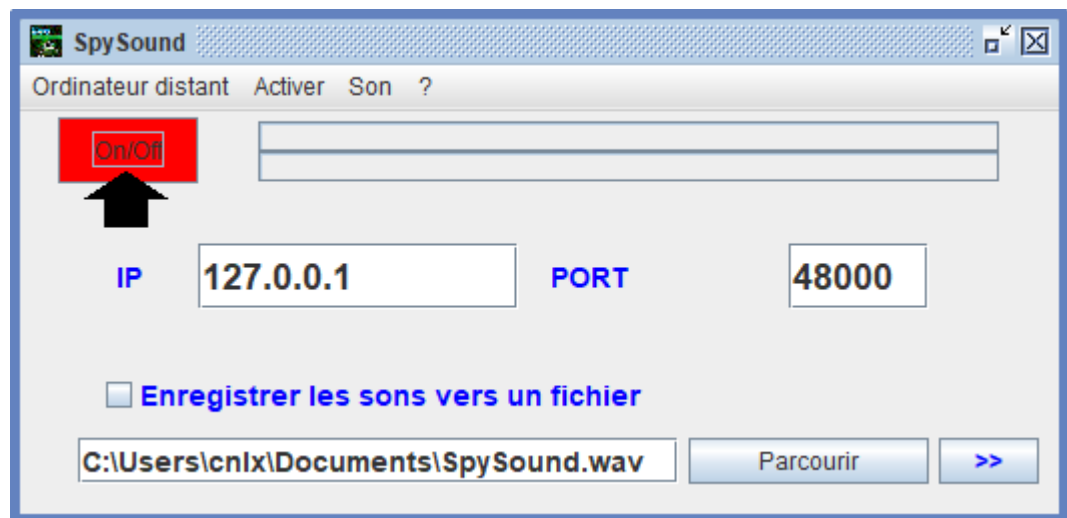 SpySound
Ordinateur distant Activer Son ?
On/Off
IP 127.0.0.1 PORT 48000
Enregistrer les sons vers un fichier
C:\Users\cnlx\Documents\SpySound.wav Parcourir >>